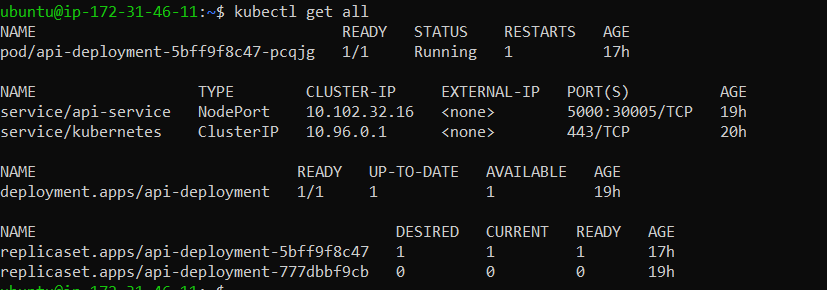 ubuntu@ip-172-31-46-11:~$ kubectl get all
NAME READY STATUS RESTARTS AGE
pod/api-deployment-5bff9f8c47-pcqjg 1/1 Running 1 17h
NAME TYPE CLUSTER-IP EXTERNAL-IP PORT(S) AGE
service/api-service NodePort 10.102.32.16 <none> 5000:30005/TCP 19h
service/kubernetes ClusterIP 10.96.0.1 <none> 443/TCP 20h
NAME READY UP-TO-DATE AVAILABLE AGE
deployment.apps/api-deployment 1/1 1 1 19h
NAME DESIRED CURRENT READY AGE
replicaset.apps/api-deployment-5bff9f8c47 1 1 1 17h
replicaset.apps/api-deployment-777dbbf9cb 0 0 0 19h
ubuntu@ip-172-31-46-11:~$